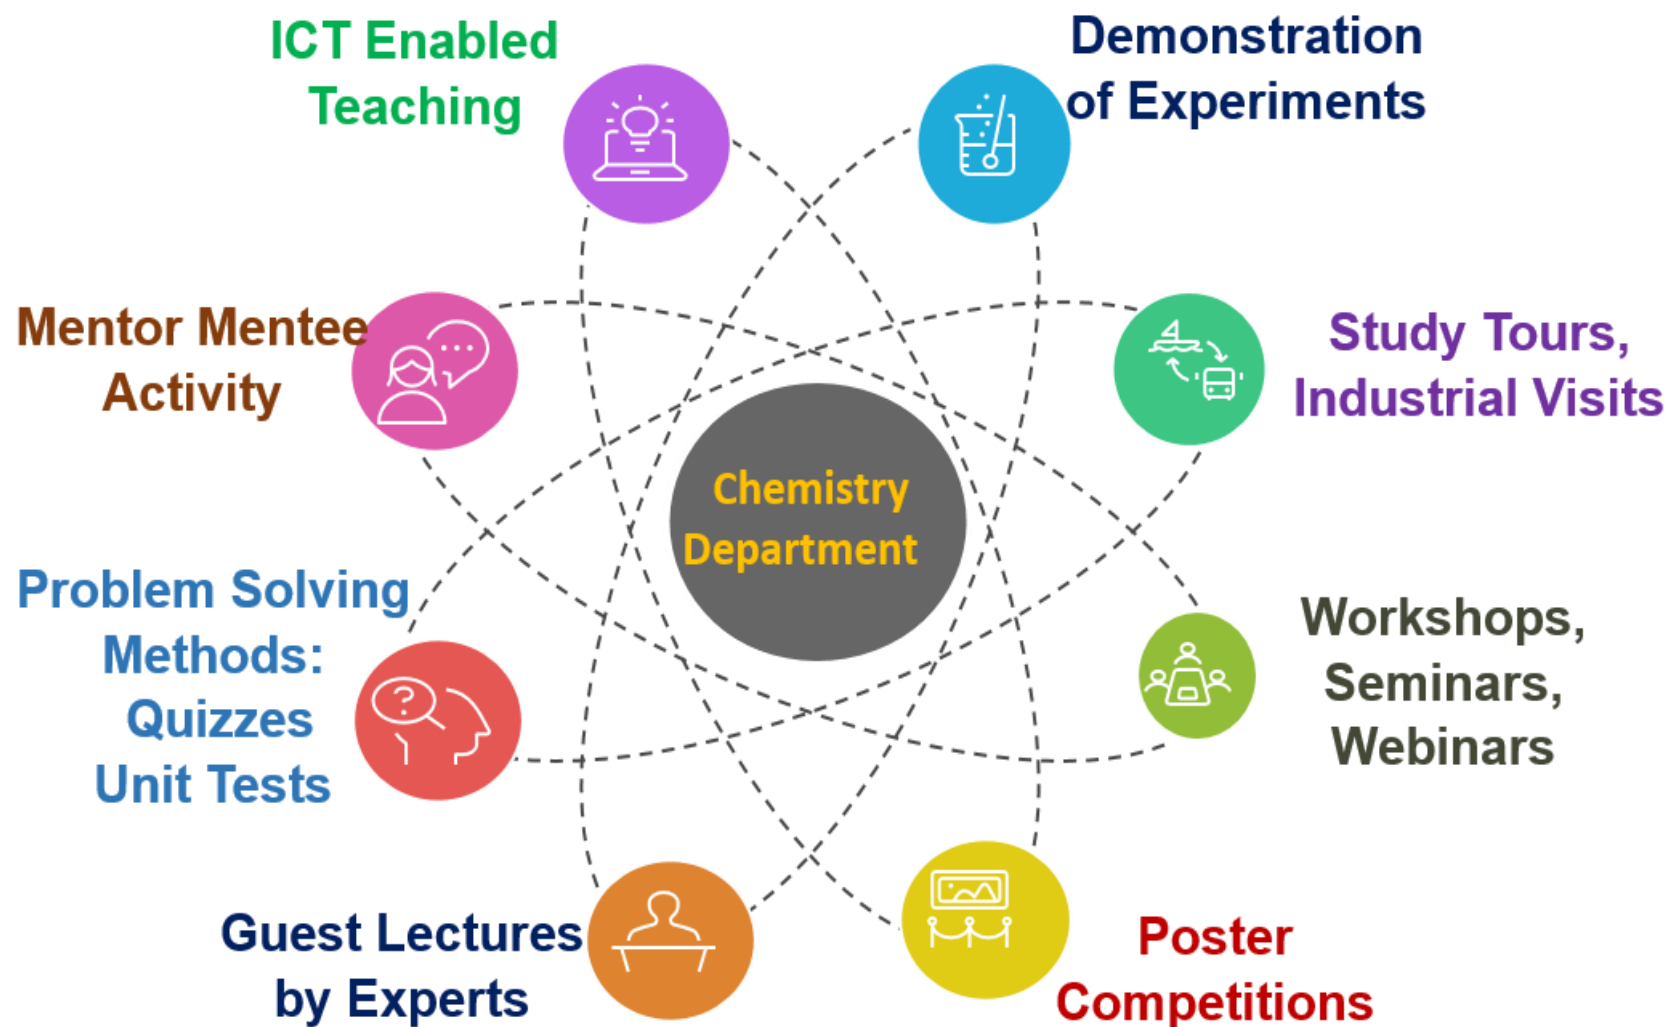 ICT Enabled
Teaching
Demonstration
of Experiments
Mentor Mentee
Activity
Study Tours,
Industrial Visits
Chemistry
Department
Problem Solving
Methods:
Quizzes
Unit Tests
Workshops,
Seminars,
Webinars
Guest Lectures
by Experts
Poster
Competitions